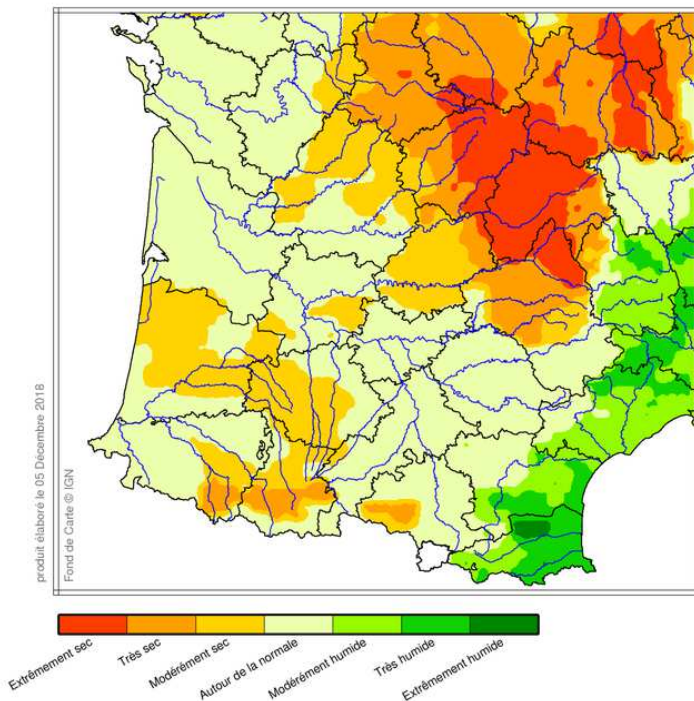 produit élaboré le 05 Décembre 2018
Fond de Carte © IGN
Extrêmement sec
Très sec
Modérément sec
Autour de la normale
Modérément humide
Très humide
Extrêmement humide